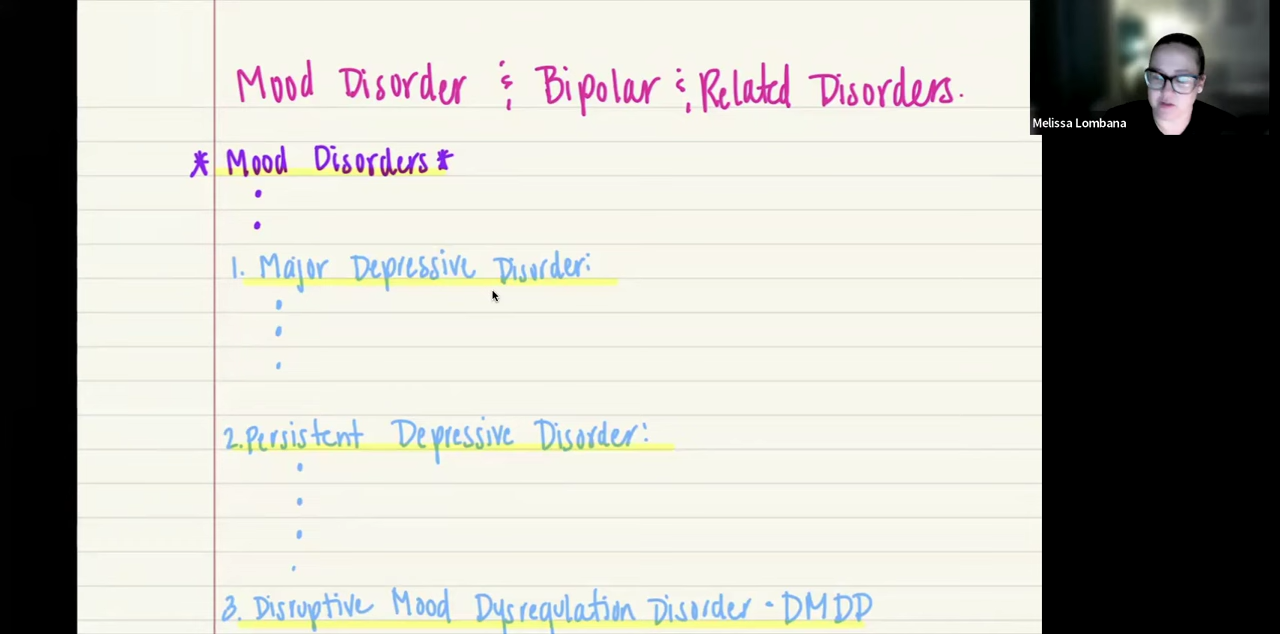 Mood Disorder & Bipolar & Related Disorders.
Melissa Lombana
* Mood Disorders *
•
•
1. Major Depressive Disorder:
•
•
•
2. Persistent Depressive Disorder:
•
•
•
•
3. Disruptive Mood Dysregulation Disorder - DMDD